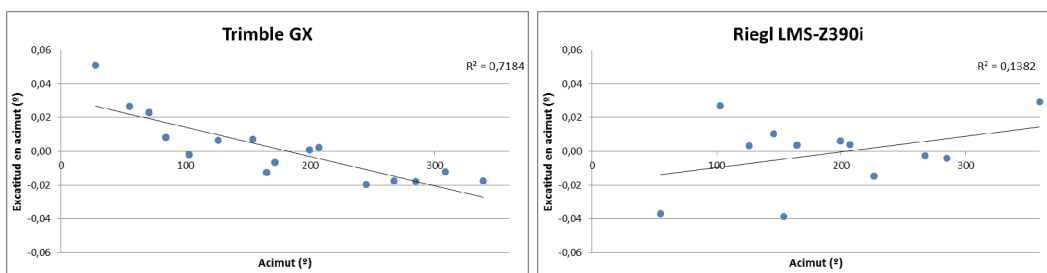 Trimble GX
R² = 0,7184
0,06
0,04
0,02
0,00
-0,02
-0,04
-0,06
0
100
200
300
Excatitud en acimut (º)
Acimut (º)
Riegl LMS-Z390i
R² = 0,1382
0,06
0,04
0,02
0,00
-0,02
-0,04
-0,06
0
100
200
300
Excatitud en acimut (º)
Acimut (º)